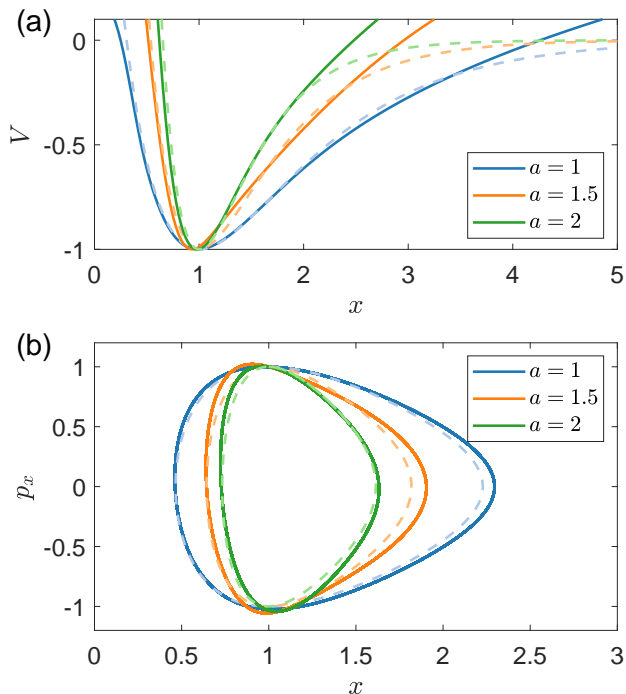 (a)
0
-0.5
-1
V
0 1 2 3 4 5
x
a = 1
a = 1.5
a = 2
(b)
1
0.5
0
-0.5
-1
pₓ
0 0.5 1 1.5 2 2.5 3
x
a = 1
a = 1.5
a = 2